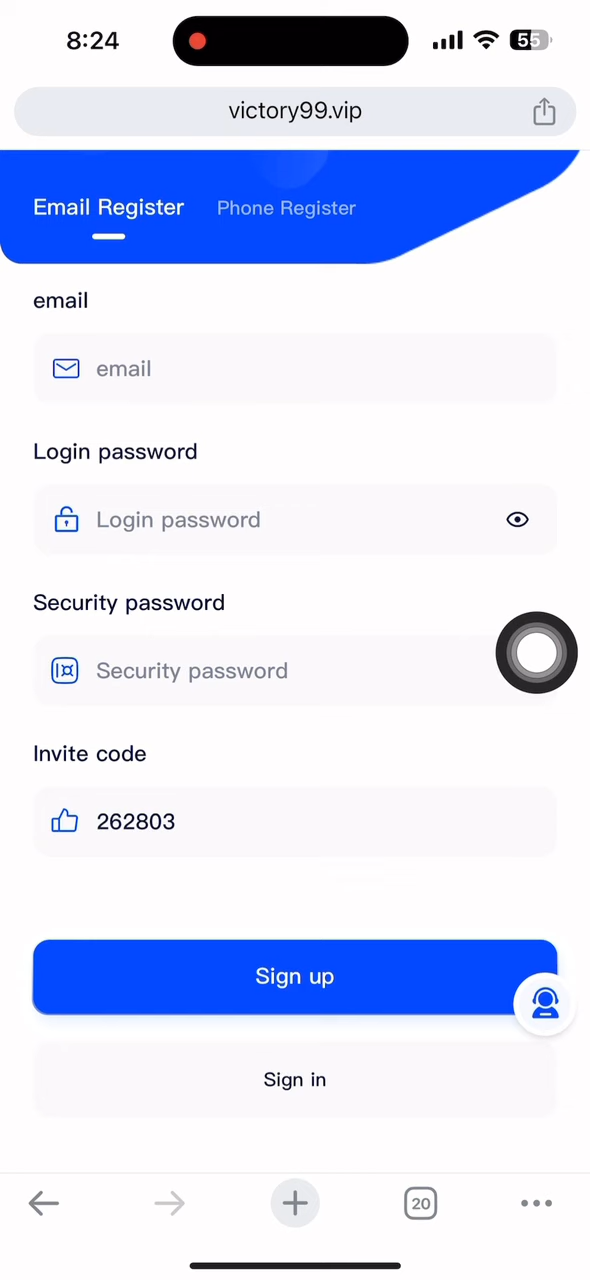 8:24
55
victory99.vip
Email Register
Phone Register
email
email
Login password
Login password
Security password
Security password
Invite code
262803
Sign up
Sign in
20